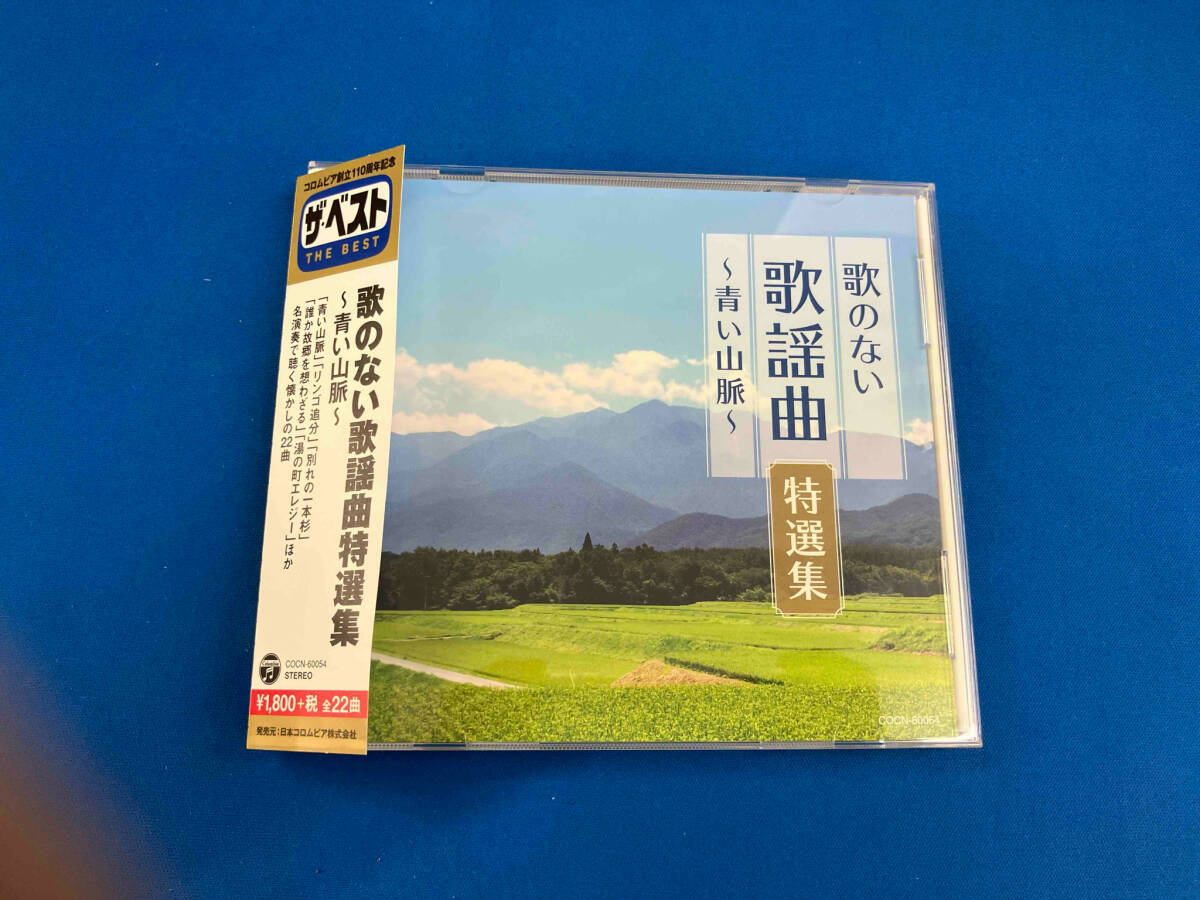 コロムビア創立110周年記念
ザ・ベスト
THE BEST
歌のない歌謡曲特選集
～青い山脈～
「青い山脈」「リンゴ追分」「別れの一本杉」
「誰か故郷を想わざる」「湯の町エレジー」ほか
名演奏で聴く懐かしの22曲
Columbia
COCN-60054
STEREO
¥1,800+税 全22曲
発売元:日本コロムビア株式会社
歌のない
歌謡曲
～青い山脈～
特選集
COCN-60054